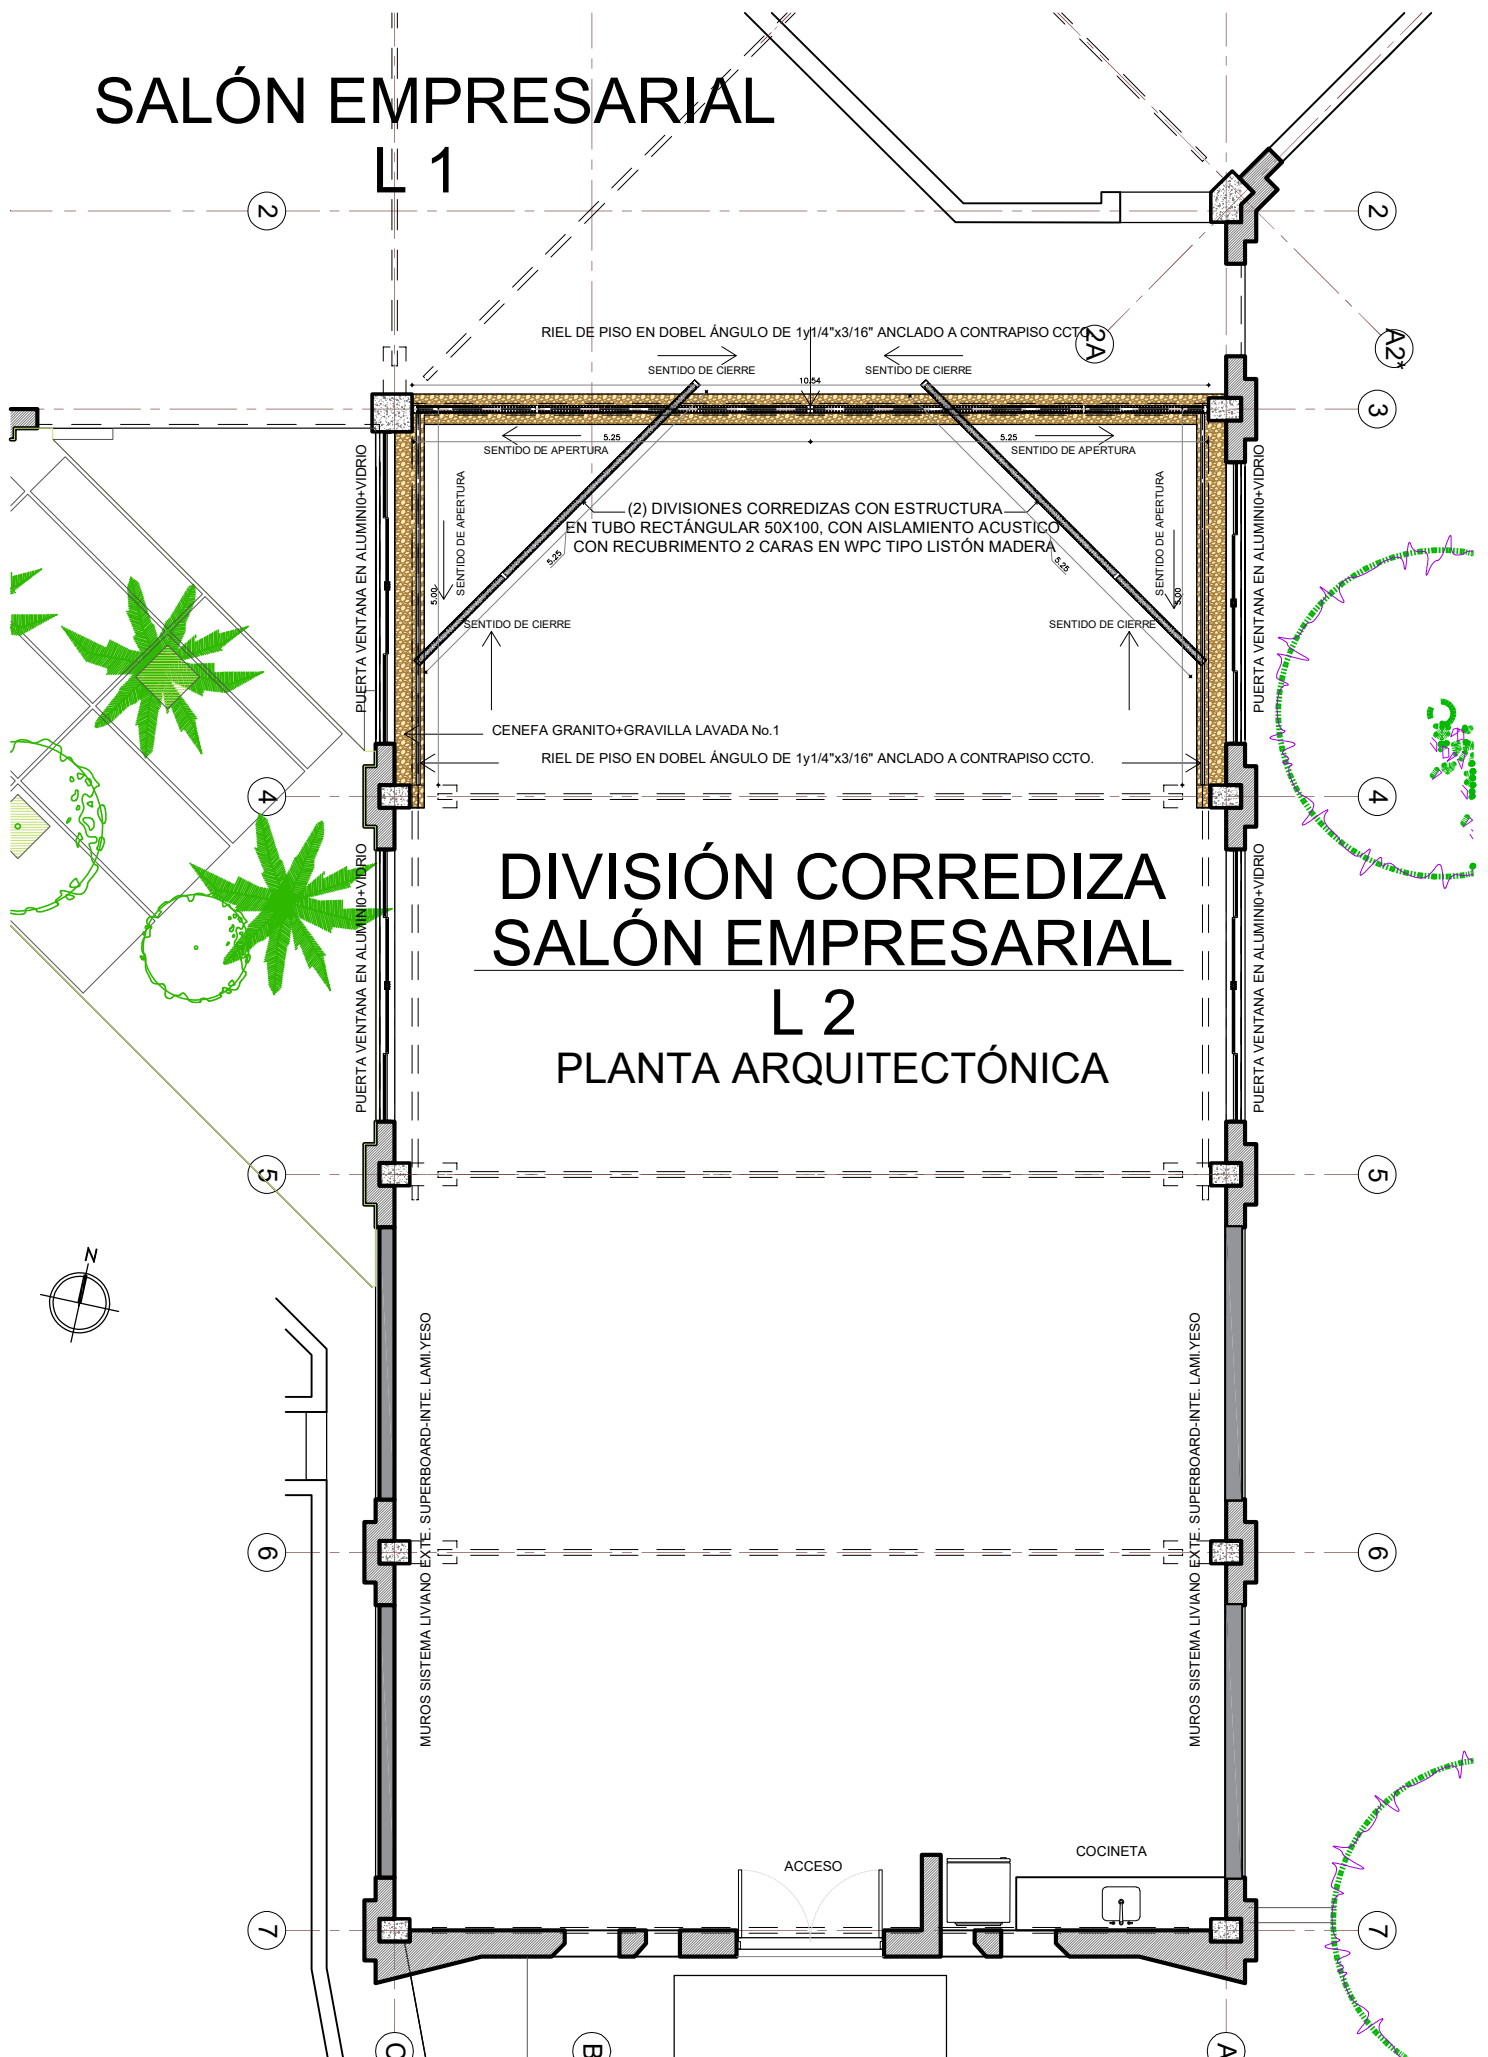 SALÓN EMPRESARIAL
L 1
2
2
2A
A2*
RIEL DE PISO EN DOBEL ÁNGULO DE 1y1/4"x3/16" ANCLADO A CONTRAPISO CCTO.
SENTIDO DE CIERRE
SENTIDO DE CIERRE
10.54
3
5.25
5.25
SENTIDO DE APERTURA
SENTIDO DE APERTURA
PUERTA VENTANA EN ALUMINI0+VIDRIO
SENTIDO DE APERTURA
SENTIDO DE APERTURA
PUERTA VENTANA EN ALUMINI0+VIDRIO
(2) DIVISIONES CORREDIZAS CON ESTRUCTURA
EN TUBO RECTÁNGULAR 50X100, CON AISLAMIENTO ACUSTICO
CON RECUBRIMENTO 2 CARAS EN WPC TIPO LISTÓN MADERA
5.25
5.25
5.00
5.00
SENTIDO DE CIERRE
SENTIDO DE CIERRE
CENEFA GRANITO+GRAVILLA LAVADA No.1
RIEL DE PISO EN DOBEL ÁNGULO DE 1y1/4"x3/16" ANCLADO A CONTRAPISO CCTO.
4
4
DIVISIÓN CORREDIZA
SALÓN EMPRESARIAL
L 2
PLANTA ARQUITECTÓNICA
PUERTA VENTANA EN ALUMINI0+VIDRIO
PUERTA VENTANA EN ALUMINI0+VIDRIO
5
5
N
MUROS SISTEMA LIVIANO EXTE. SUPERBOARD-INTE. LAMI.YESO
MUROS SISTEMA LIVIANO EXTE. SUPERBOARD-INTE. LAMI.YESO
6
6
ACCESO
COCINETA
7
7
C
B
A